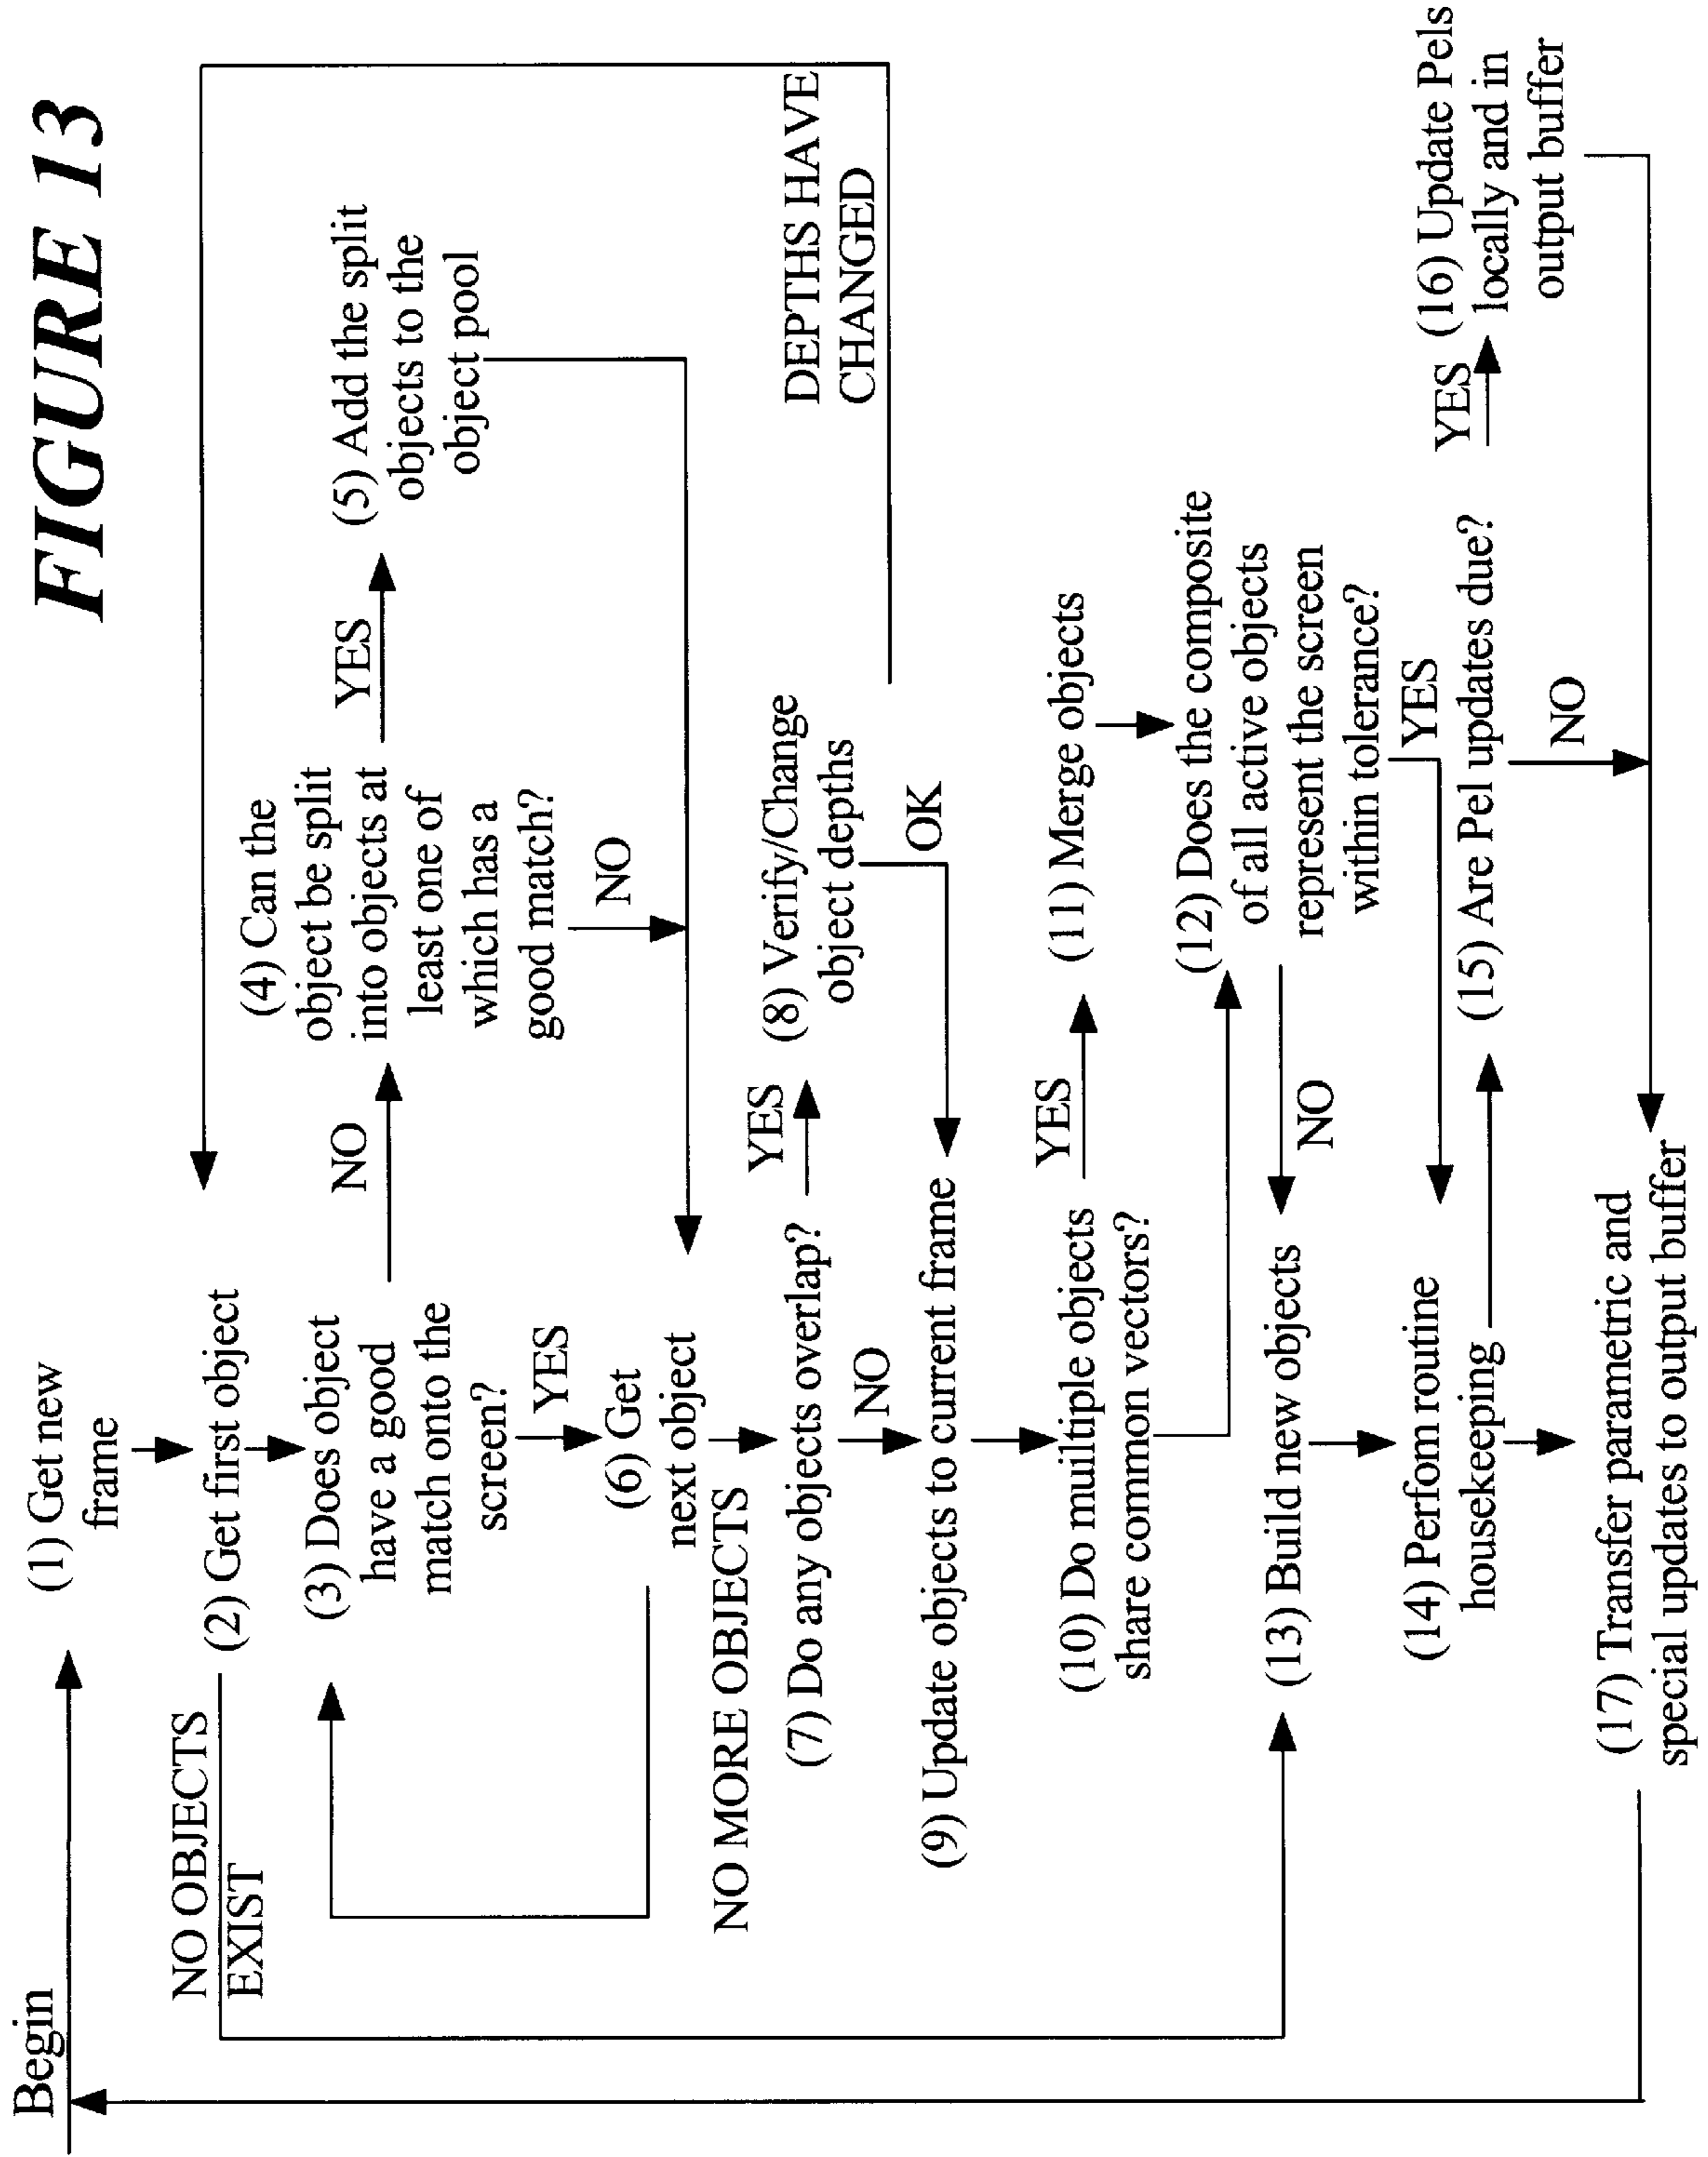 FIGURE 13
Begin
(1) Get new
frame
NO OBJECTS
EXIST
(2) Get first object
(3) Does object
have a good
match onto the
screen?
NO
(4) Can the
object be split
into objects at
least one of
which has a
good match?
YES
(5) Add the split
objects to the
object pool
NO
YES
(6) Get
next object
NO MORE OBJECTS
(7) Do any objects overlap?
YES
(8) Verify/Change
object depths
DEPTHS HAVE
CHANGED
OK
NO
(9) Update objects to current frame
(10) Do muiltiple objects
share common vectors?
YES
(11) Merge objects
(12) Does the composite
of all active objects
represent the screen
within tolerance?
NO
YES
(13) Build new objects
(14) Perfom routine
housekeeping
(15) Are Pel updates due?
YES
(16) Update Pels
locally and in
output buffer
NO
(17) Transfer parametric and
special updates to output buffer